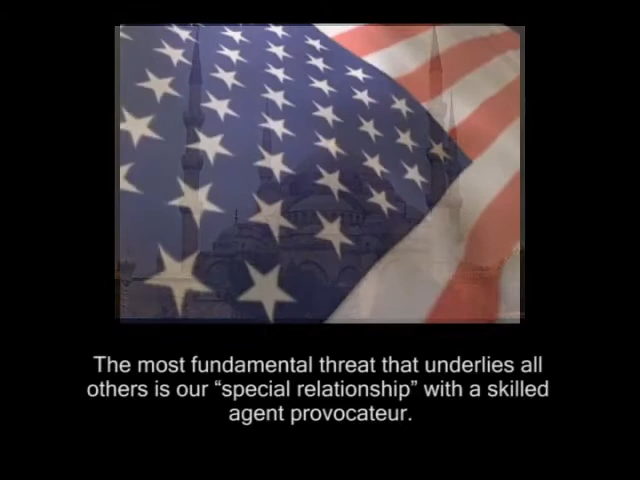 The most fundamental threat that underlies all
others is our “special relationship” with a skilled
agent provocateur.